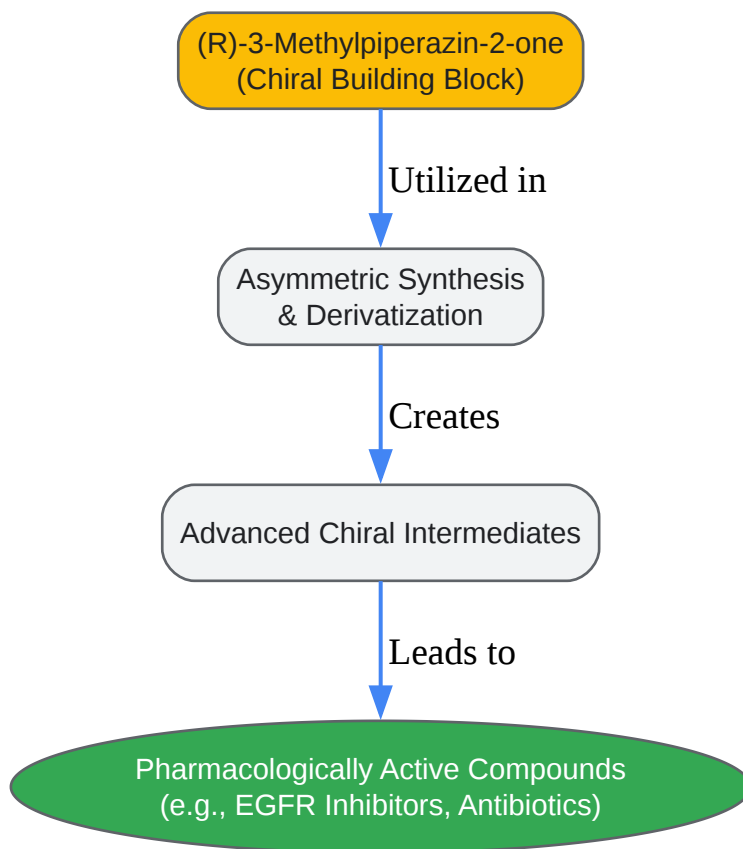 (R)-3-Methylpiperazin-2-one
(Chiral Building Block)
Utilized in
Asymmetric Synthesis
& Derivatization
Creates
Advanced Chiral Intermediates
Leads to
Pharmacologically Active Compounds
(e.g., EGFR Inhibitors, Antibiotics)